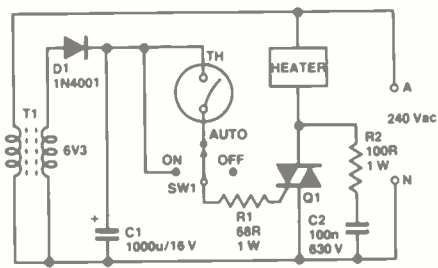 D1
1N4001
TH
HEATER
A
240 Vac
T1
6V3
AUTO
ON
OFF
SW1
R2
100R
1 W
N
Q1
R1
68R
1 W
+
C1
1000u/16 V
C2
100n
630 V